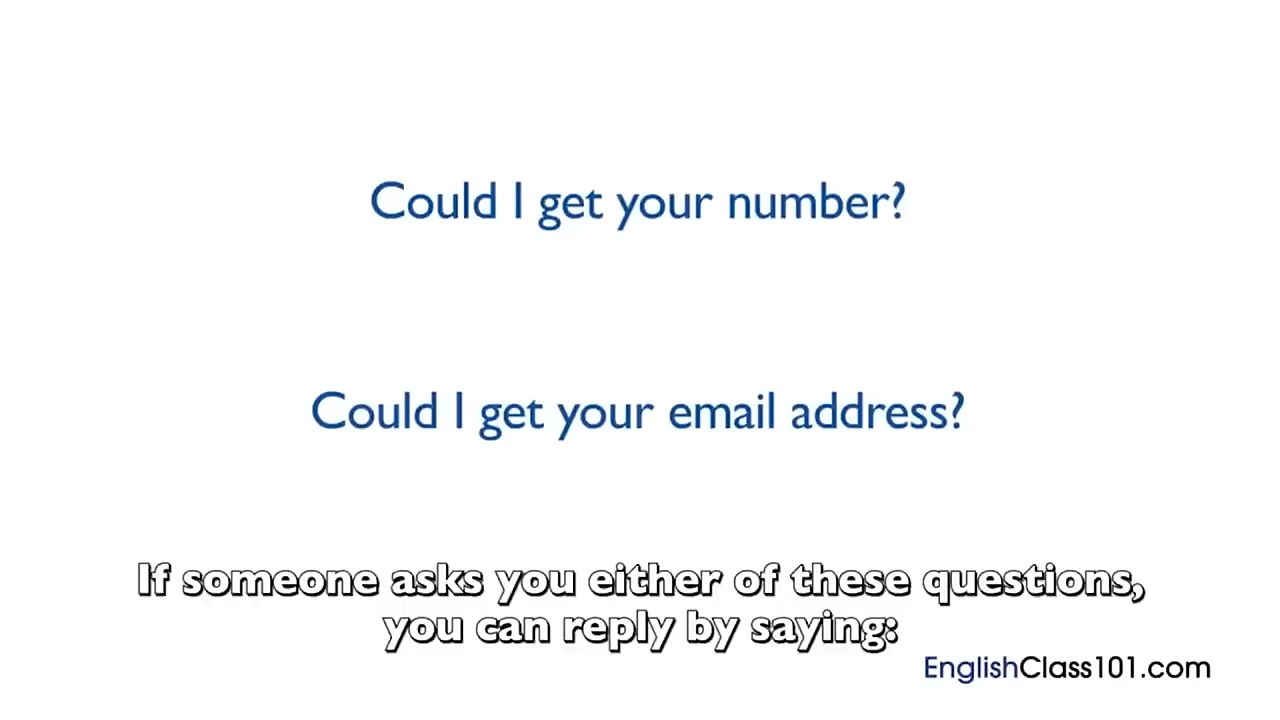 Could I get your number?
Could I get your email address?
If someone asks you either of these questions,
you can reply by saying:
EnglishClass101.com